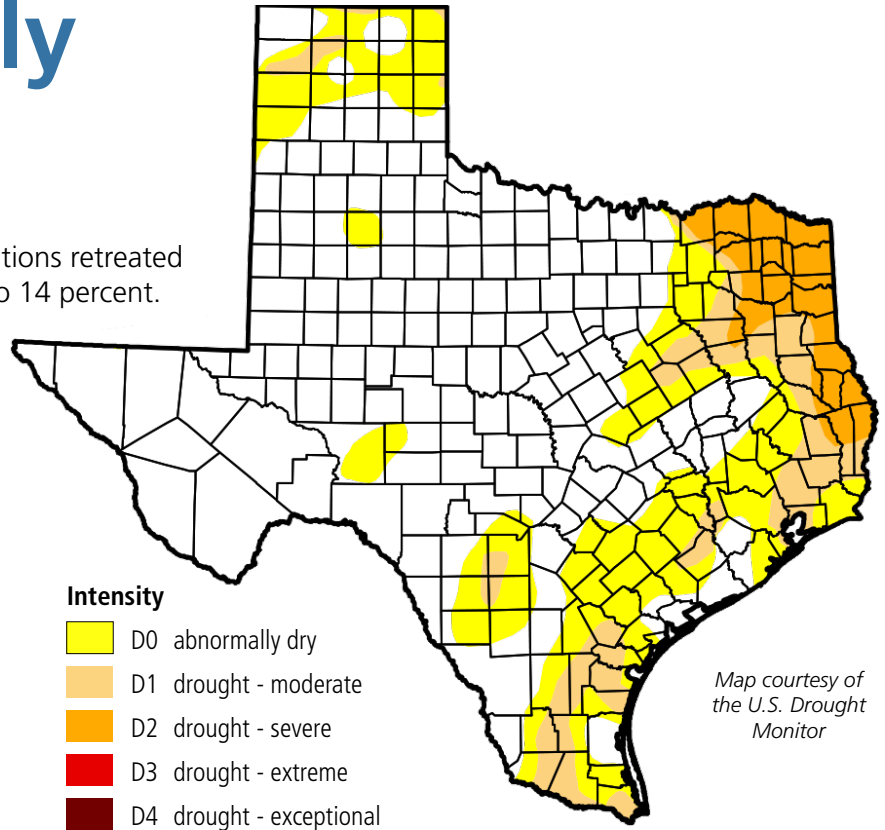 ly
tions retreated
o 14 percent.
Intensity
D0 abnormally dry
D1 drought - moderate
D2 drought - severe
D3 drought - extreme
D4 drought - exceptional
Map courtesy of
the U.S. Drought
Monitor